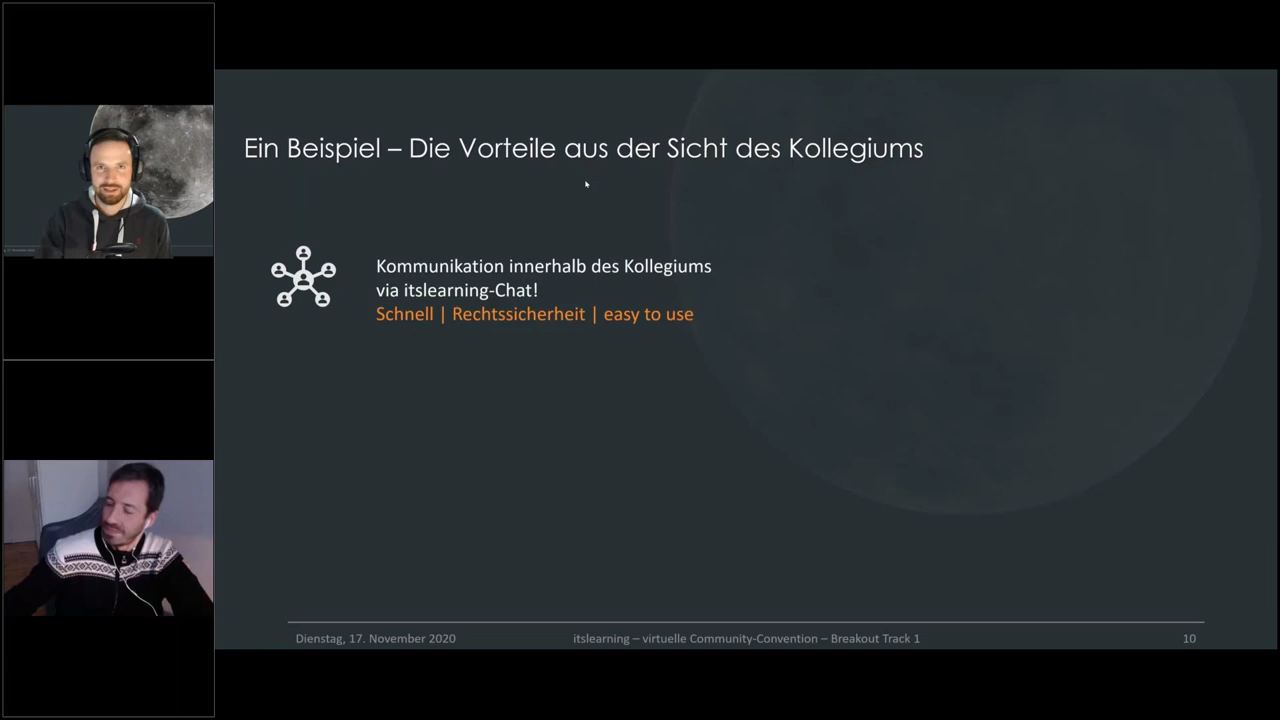 Ein Beispiel – Die Vorteile aus der Sicht des Kollegiums
Kommunikation innerhalb des Kollegiums
via itslearning-Chat!
Schnell | Rechtssicherheit | easy to use
Dienstag, 17. November 2020
itslearning – virtuelle Community-Convention – Breakout Track 1
10